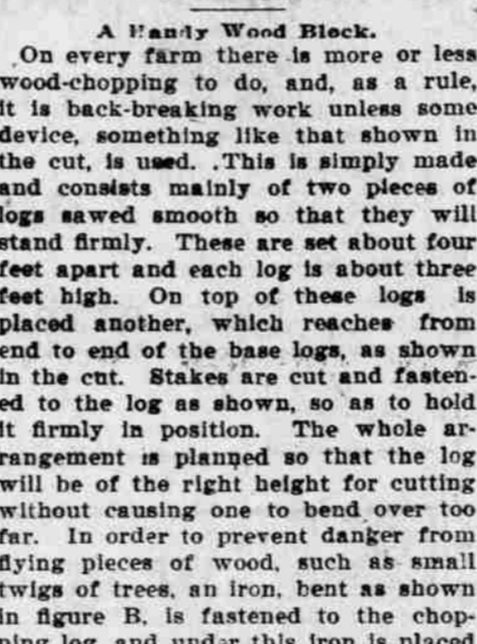 A Handy Wood Block.
On every farm there is more or less
wood-chopping to do, and, as a rule,
it is back-breaking work unless some
device, something like that shown in
the cut, is used. .This is simply made
and consists mainly of two pieces of
logs sawed smooth so that they will
stand firmly. These are set about four
feet apart and each log is about three
feet high. On top of these logs is
placed another, which reaches from
end to end of the base logs, as shown
in the cut. Stakes are cut and fasten-
ed to the log as shown, so as to hold
it firmly in position. The whole ar-
rangement is planned so that the log
will be of the right height for cutting
without causing one to bend over too
far. In order to prevent danger from
flying pieces of wood, such as small
twigs of trees, an iron, bent as shown
in figure B, is fastened to the chop-
ping log, and under this iron is placed